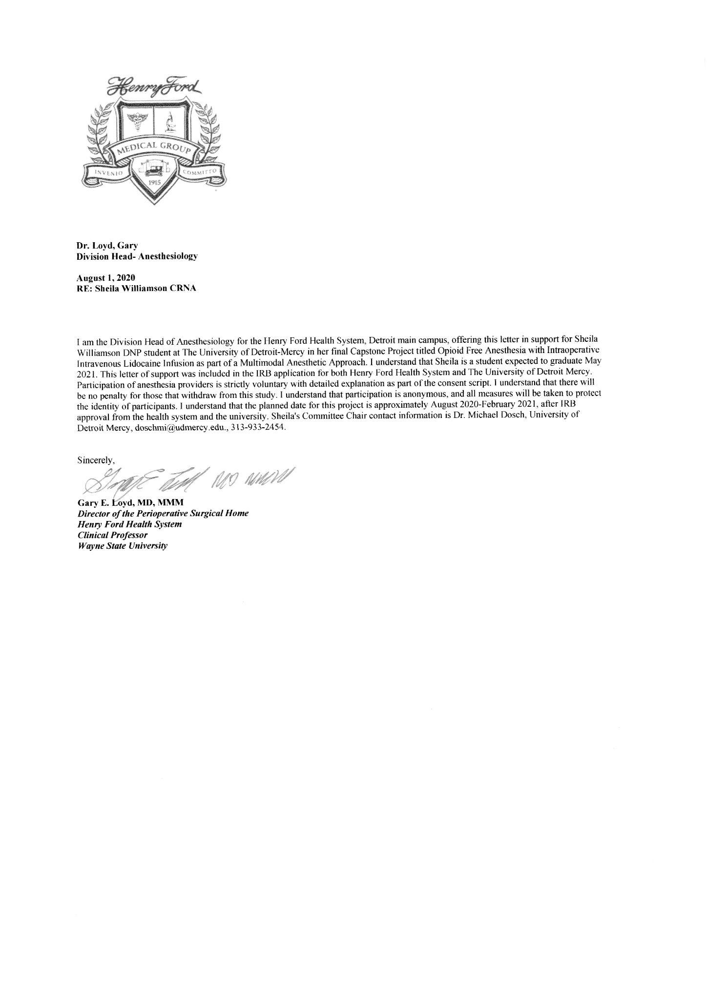 Henry Ford
MEDICAL GROUP
INVENIO
COMMITTO
1915
Dr. Loyd, Gary
Division Head- Anesthesiology
August 1, 2020
RE: Sheila Williamson CRNA
I am the Division Head of Anesthesiology for the Henry Ford Health System, Detroit main campus, offering this letter in support for Sheila
Williamson DNP student at The University of Detroit-Mercy in her final Capstone Project titled Opioid Free Anesthesia with Intraoperative
Intravenous Lidocaine Infusion as part of a Multimodal Anesthetic Approach. I understand that Sheila is a student expected to graduate May
2021. This letter of support was included in the IRB application for both Henry Ford Health System and The University of Detroit Mercy.
Participation of anesthesia providers is strictly voluntary with detailed explanation as part of the consent script. I understand that there will
be no penalty for those that withdraw from this study. I understand that participation is anonymous, and all measures will be taken to protect
the identity of participants. I understand that the planned date for this project is approximately August 2020-February 2021, after IRB
approval from the health system and the university. Sheila's Committee Chair contact information is Dr. Michael Dosch, University of
Detroit Mercy, doschmi@udmercy.edu., 313-933-2454.
Sincerely,
Gary E. Loyd, MD, MMM
Director of the Perioperative Surgical Home
Henry Ford Health System
Clinical Professor
Wayne State University